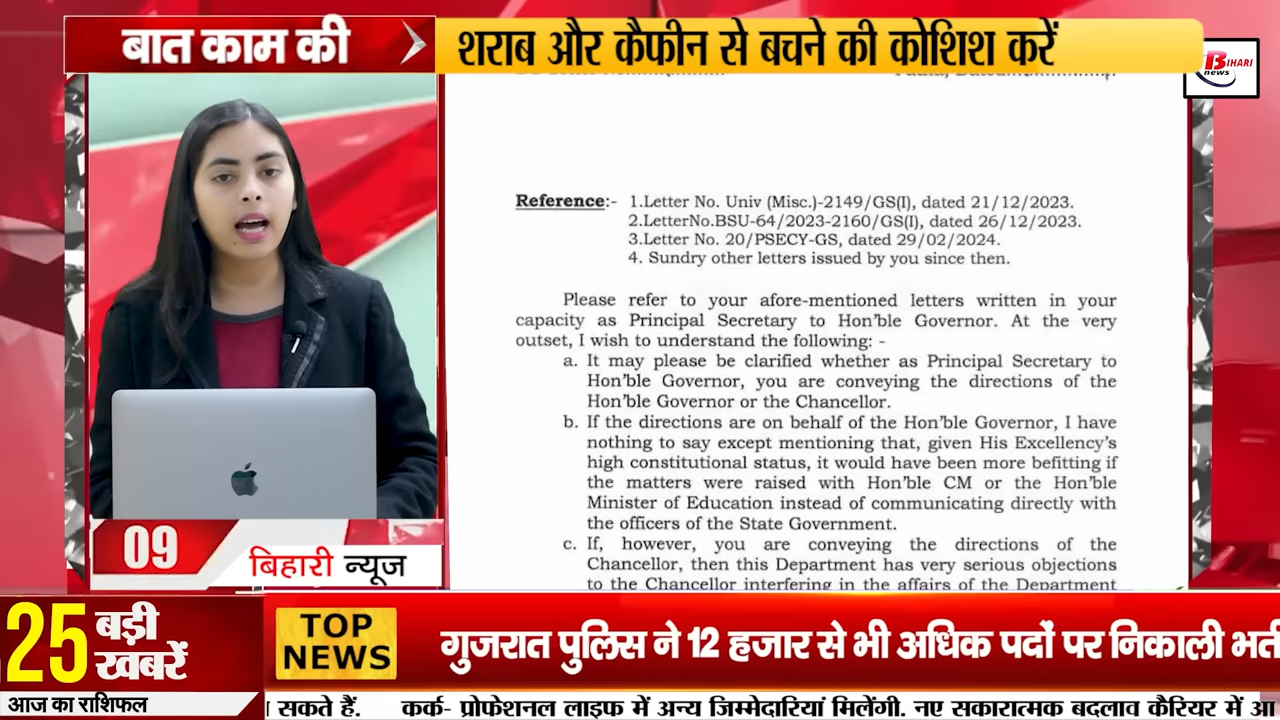 बात काम की
शराब और कैफीन से बचने की कोशिश करें
BIHARI
news
Reference:- 1.Letter No. Univ (Misc.)-2149/GS(I), dated 21/12/2023.
2.LetterNo.BSU-64/2023-2160/GS(I), dated 26/12/2023.
3.Letter No. 20/PSECY-GS, dated 29/02/2024.
4. Sundry other letters issued by you since then.
Please refer to your afore-mentioned letters written in your
capacity as Principal Secretary to Hon'ble Governor. At the very
outset, I wish to understand the following: -
a. It may please be clarified whether as Principal Secretary to
Hon'ble Governor, you are conveying the directions of the
Hon'ble Governor or the Chancellor.
b. If the directions are on behalf of the Hon'ble Governor, I have
nothing to say except mentioning that, given His Excellency's
high constitutional status, it would have been more befitting if
the matters were raised with Hon'ble CM or the Hon'ble
Minister of Education instead of communicating directly with
the officers of the State Government.
c. If, however, you are conveying the directions of the
Chancellor, then this Department has very serious objections
to the Chancellor interfering in the affairs of the Department
09
बिहारी न्यूज
25 बड़ी
खबरें
TOP
NEWS
गुजरात पुलिस ने 12 हजार से भी अधिक पदों पर निकाली
आज का राशिफल
सकते हैं. कर्क- प्रोफेशनल लाइफ में अन्य जिम्मेदारियां मिलेंगी. नए सकारात्मक बदलाव कैरियर में